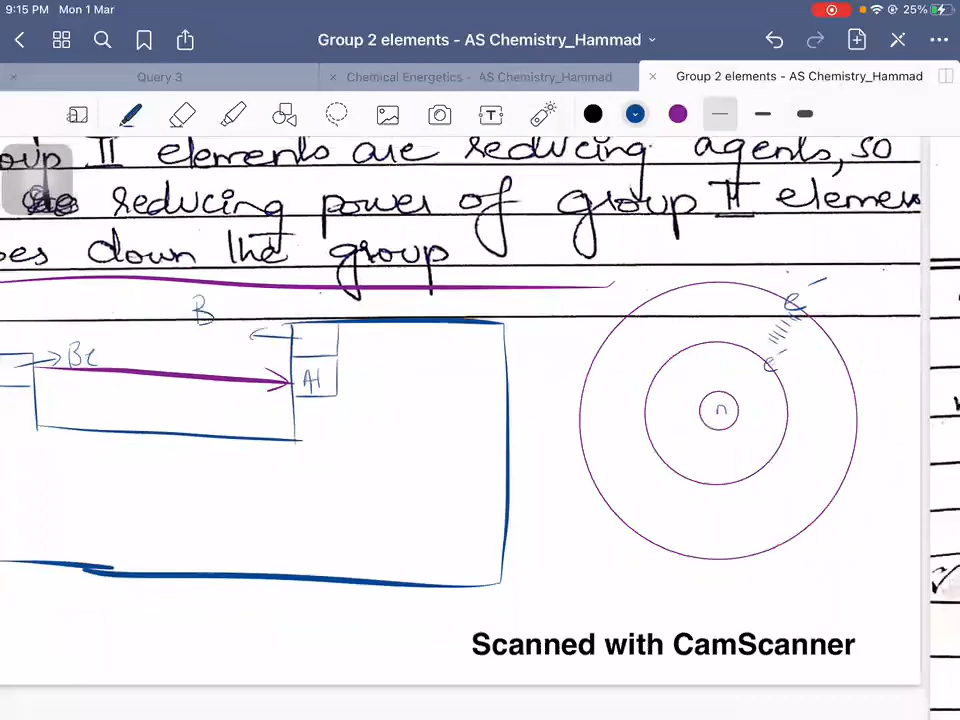 9:15 PM Mon 1 Mar
25%
Group 2 elements - AS Chemistry_Hammad
Query 3
Chemical Energetics - AS Chemistry_Hammad
Group 2 elements - AS Chemistry_Hammad
oup II elements are reducing agents, so
reducing power of group II elemen
oes down the group
B
Be
Al
e-
e-
n
Scanned with CamScanner